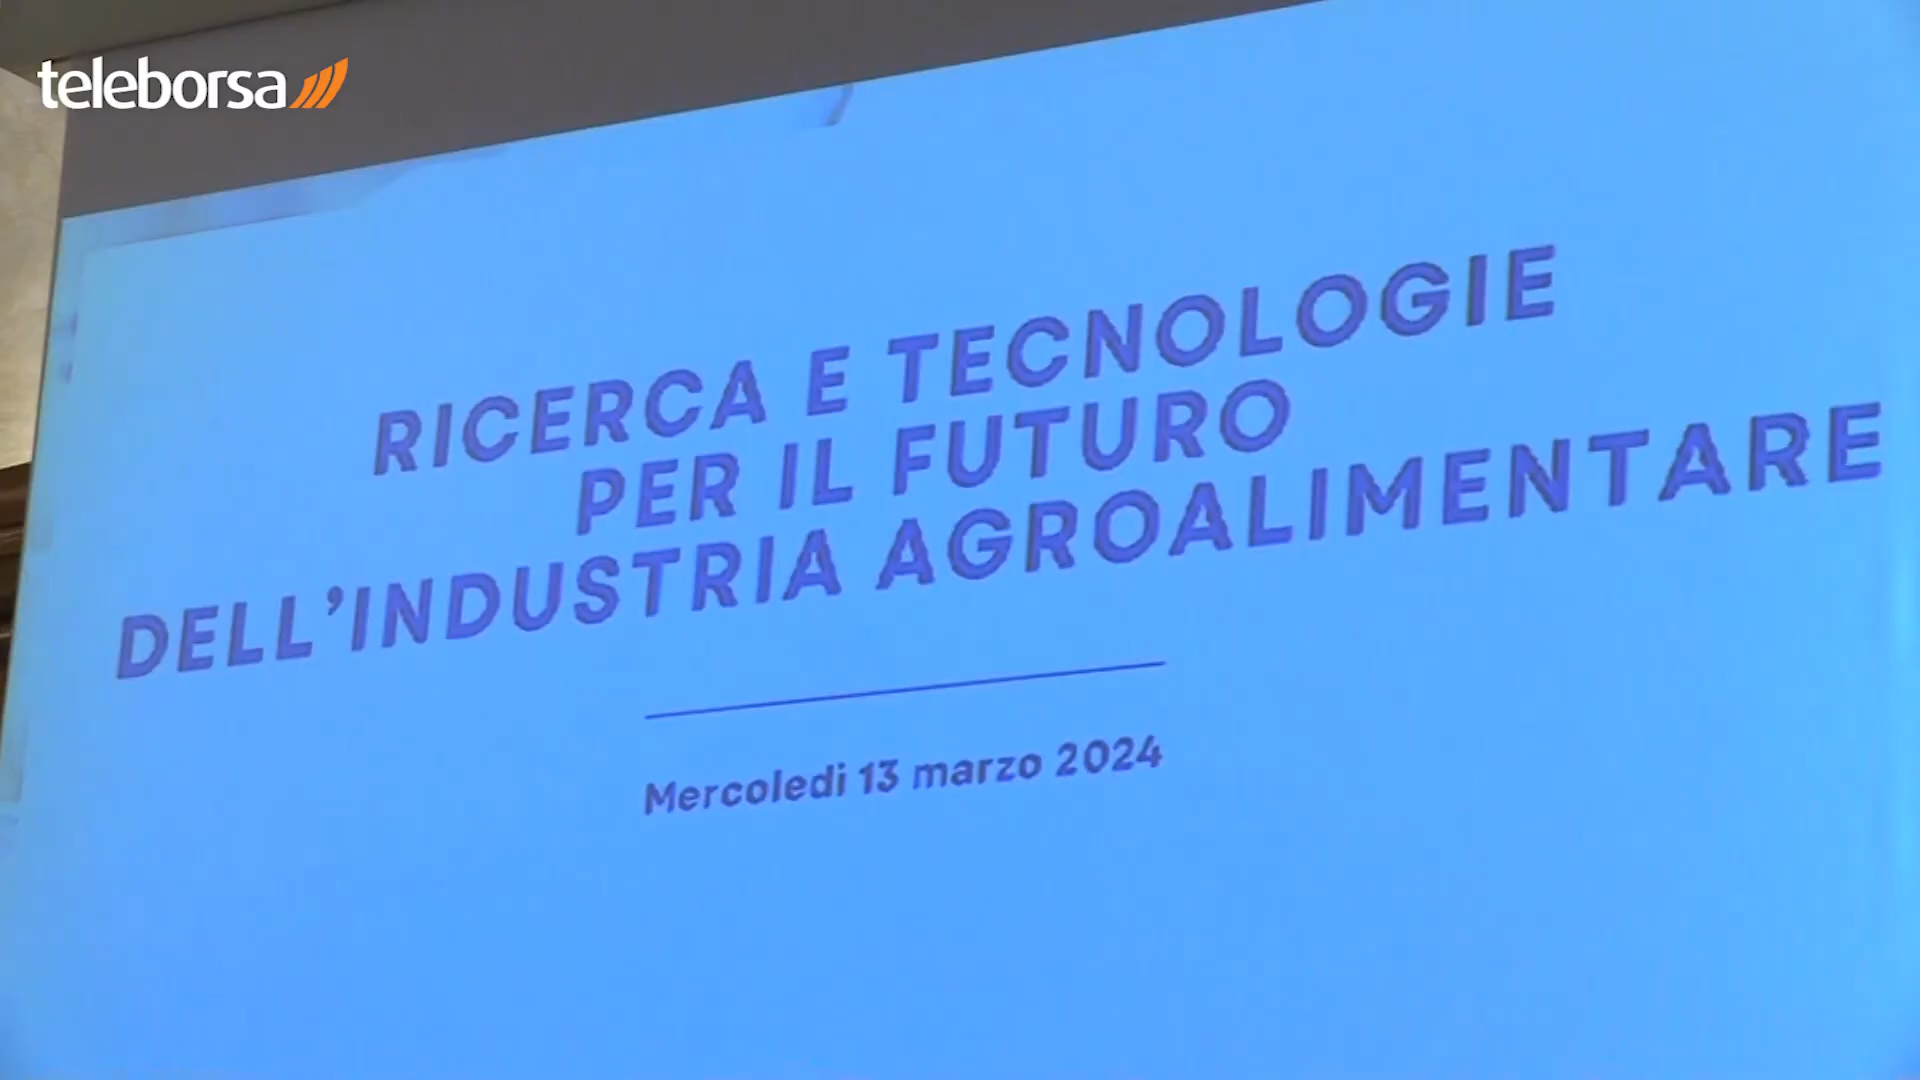 teleborsa
RICERCA E TECNOLOGIE
PER IL FUTURO
DELL'INDUSTRIA AGROALIMENTARE
Mercoledi 13 marzo 2024